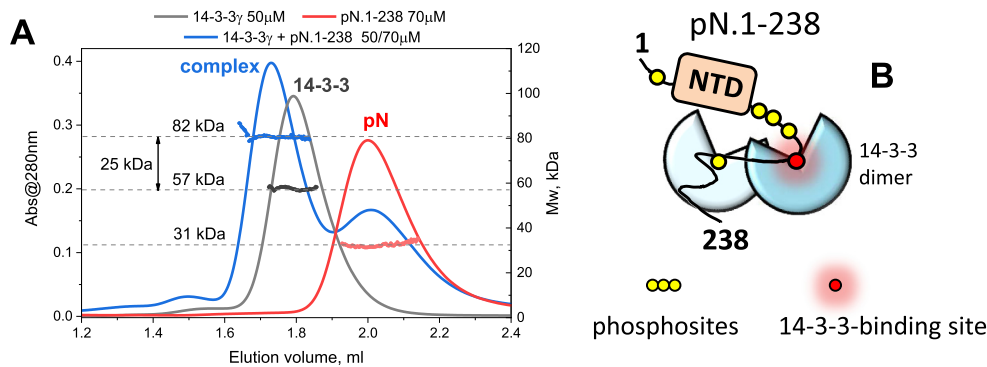 A
14-3-3γ 50µM
pN.1-238 70µM
14-3-3γ + pN.1-238 50/70µM
complex
14-3-3
pN
82 kDa
25 kDa
57 kDa
31 kDa
Abs@280nm
0.4
0.3
0.2
0.1
0.0
1.2
1.4
1.6
1.8
2.0
2.2
2.4
Elution volume, ml
120
100
80
60
40
20
0
Mw, kDa
pN.1-238
B
1
NTD
14-3-3
dimer
238
phosphosites
14-3-3-binding site